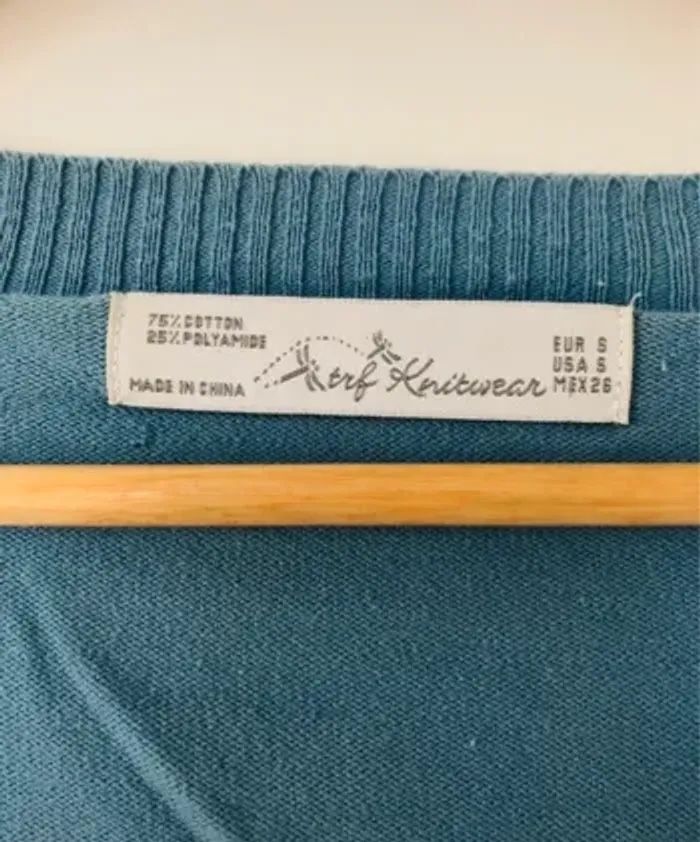 75% COTTON
25% POLYAMIDE
MADE IN CHINA
trf Knitwear
EUR S
USA S
MEX 26